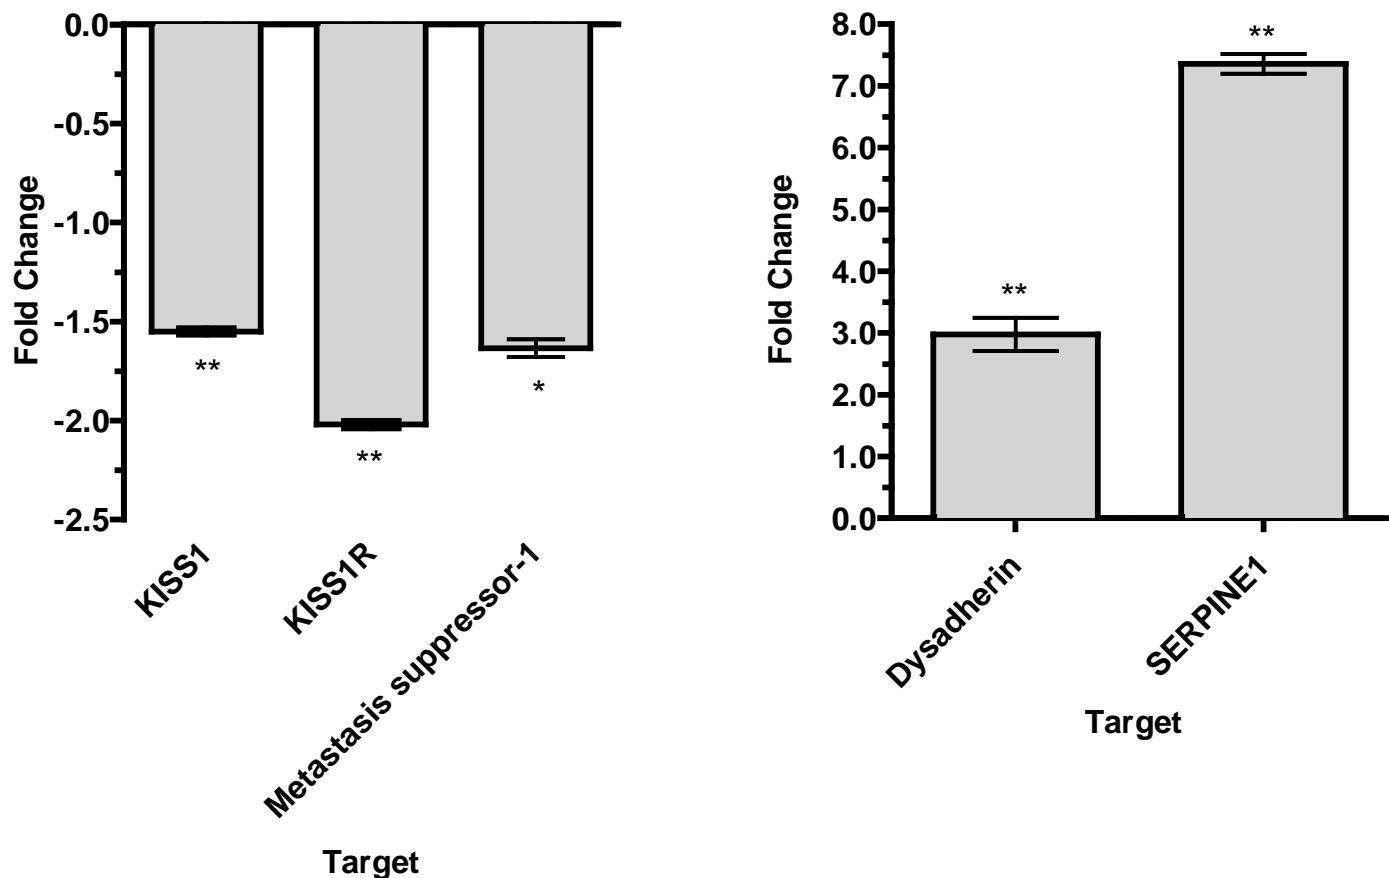 0.0
-0.5
-1.0
-1.5
-2.0
-2.5
Fold Change
**
**
*
KISS1
KISS1R
Metastasis suppressor-1
Target
8.0
7.0
6.0
5.0
4.0
3.0
2.0
1.0
0.0
Fold Change
**
**
Dysadherin
SERPINE1
Target